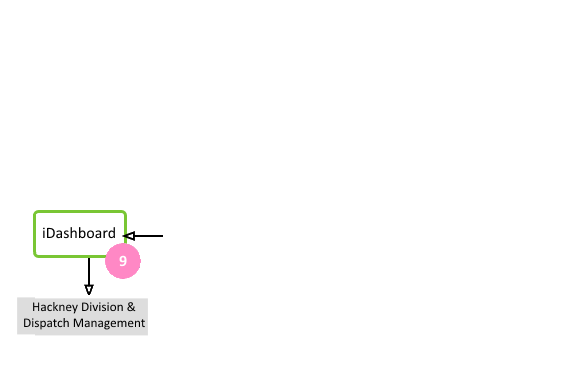 iDashboard
9
Hackney Division &
Dispatch Management